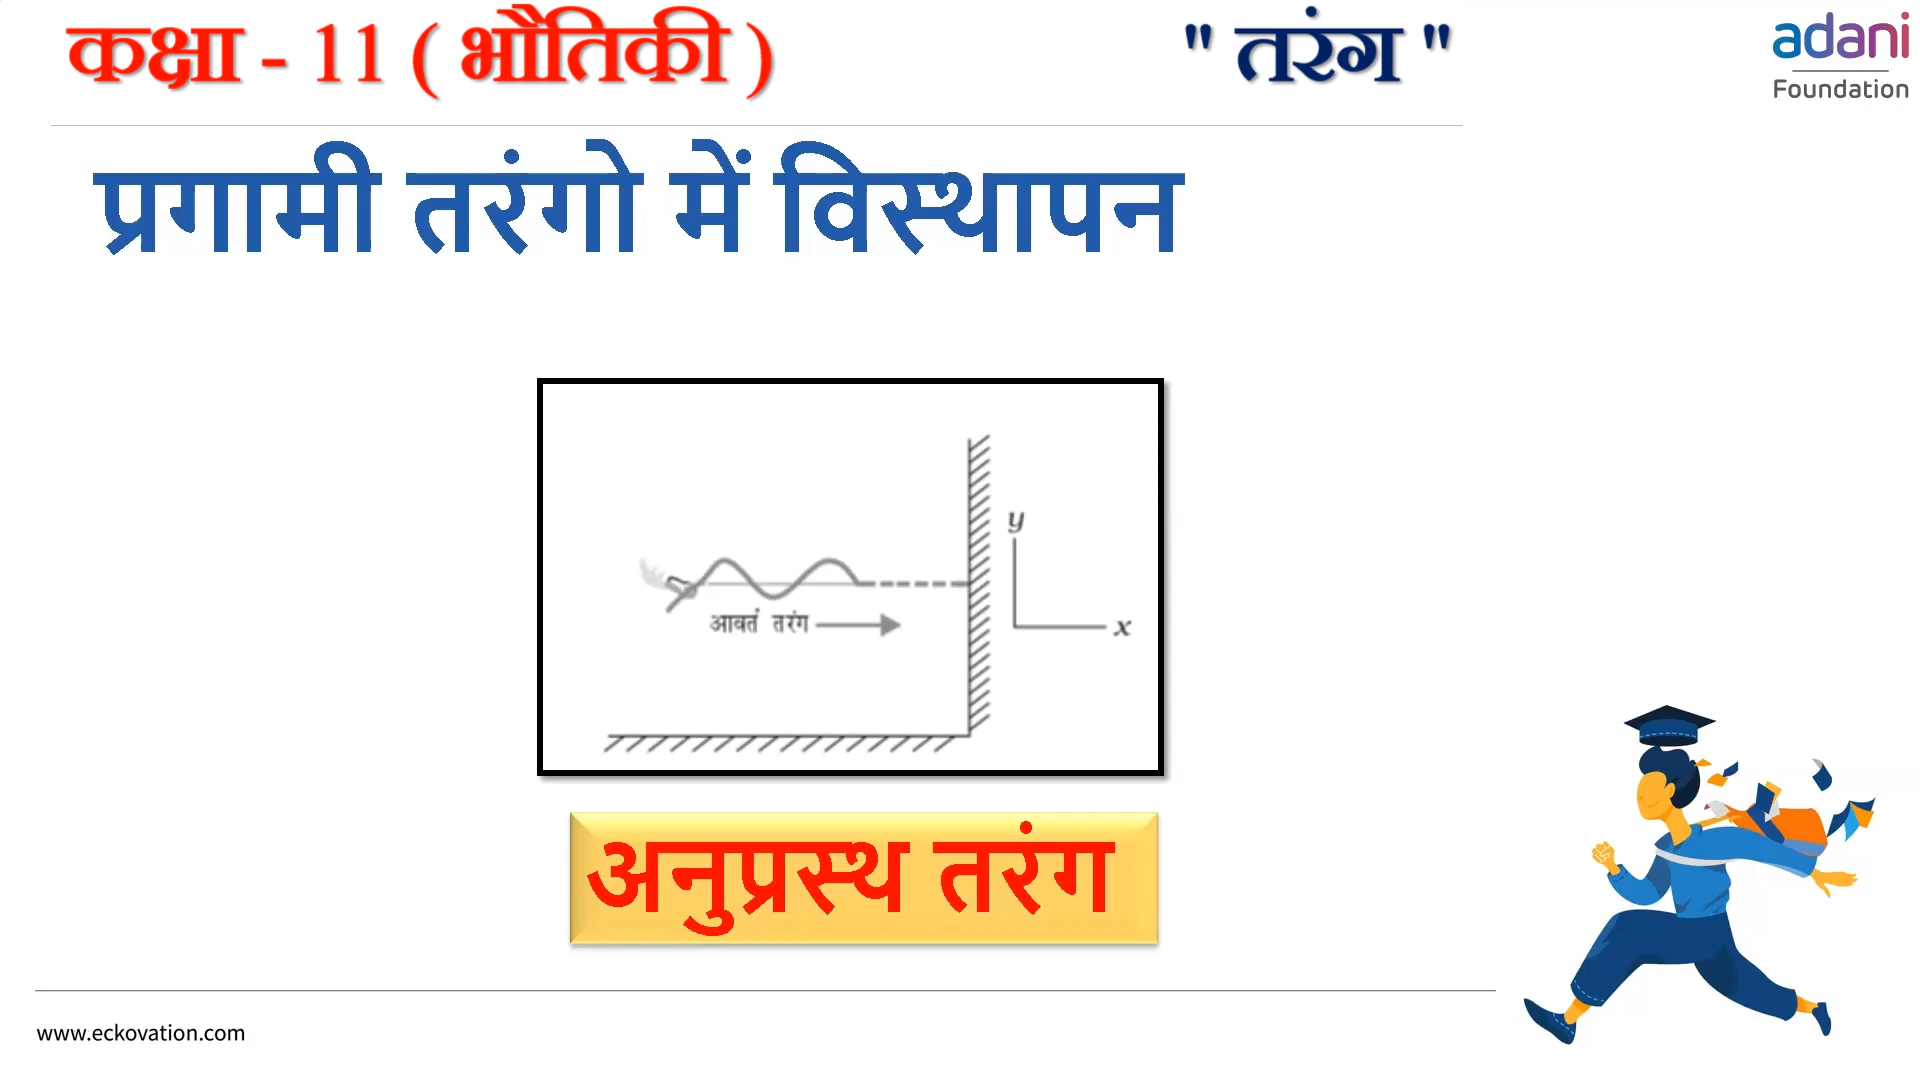 कक्षा - 11 ( भौतिकी )
" तरंग "
adani
Foundation
प्रगामी तरंगो में विस्थापन
y
आवर्त तरंग
x
अनुप्रस्थ तरंग
www.eckovation.com